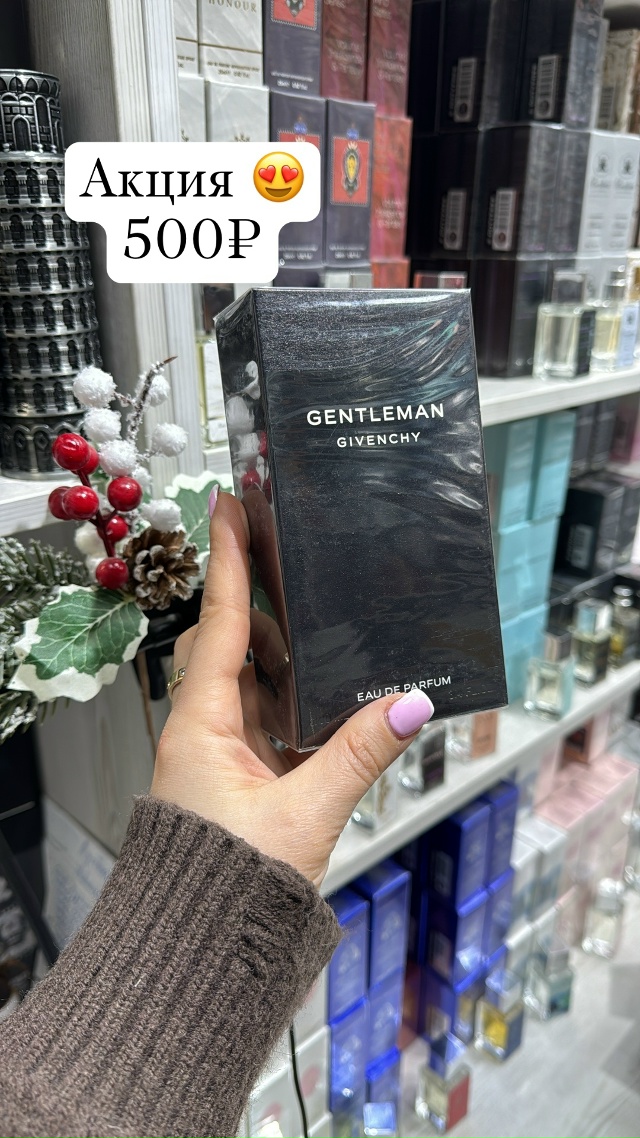 HONOUR
Акция 😍
500₽
GENTLEMAN
GIVENCHY
EAU DE PARFUM